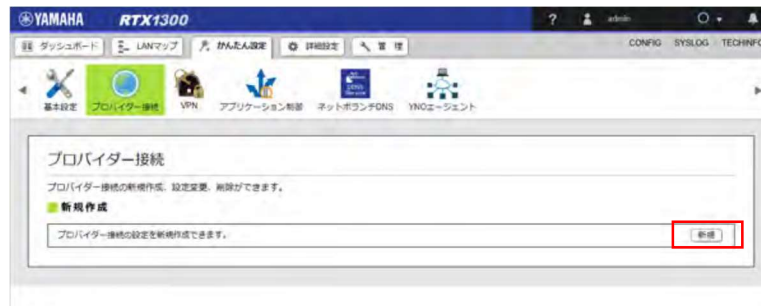 YAMAHA RTX1300 ? admin
ダッシュボード LANマップ かんたん設定 詳細設定 管理 CONFIG SYSLOG TECHINFO
基本設定 プロバイダー接続 VPN アプリケーション制御 ネットボランチDNS YNOエージェント
プロバイダー接続
プロバイダー接続の新規作成、設定変更、削除ができます。
新規作成
プロバイダー接続の設定を新規作成できます。 新規